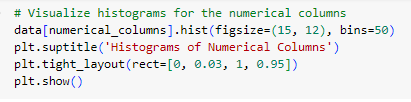 # Visualize histograms for the numerical columns
data[numerical_columns].hist(figsize=(15, 12), bins=50)
plt.suptitle('Histograms of Numerical Columns')
plt.tight_layout(rect=[0, 0.03, 1, 0.95])
plt.show()